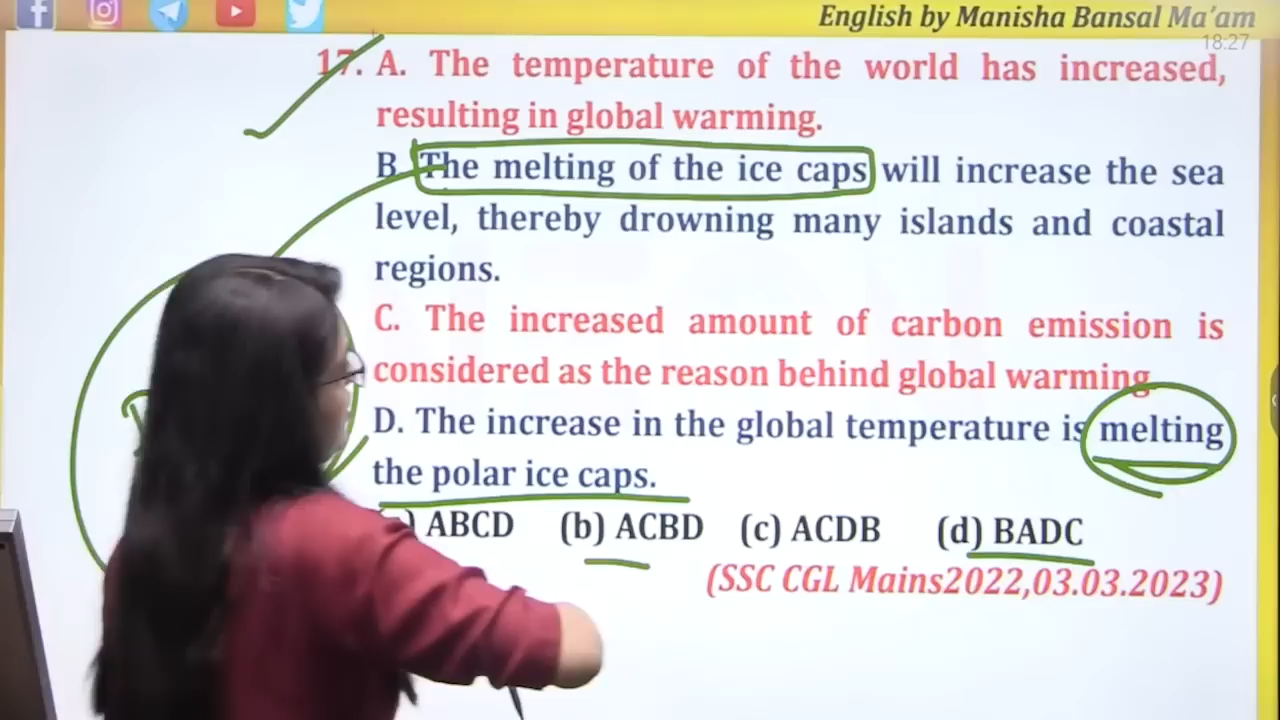 English by Manisha Bansal Ma'am
18:27
17. A. The temperature of the world has increased,
resulting in global warming.
B. The melting of the ice caps will increase the sea
level, thereby drowning many islands and coastal
regions.
C. The increased amount of carbon emission is
considered as the reason behind global warming
D. The increase in the global temperature is melting
the polar ice caps.
) ABCD (b) ACBD (c) ACDB (d) BADC
(SSC CGL Mains2022,03.03.2023)